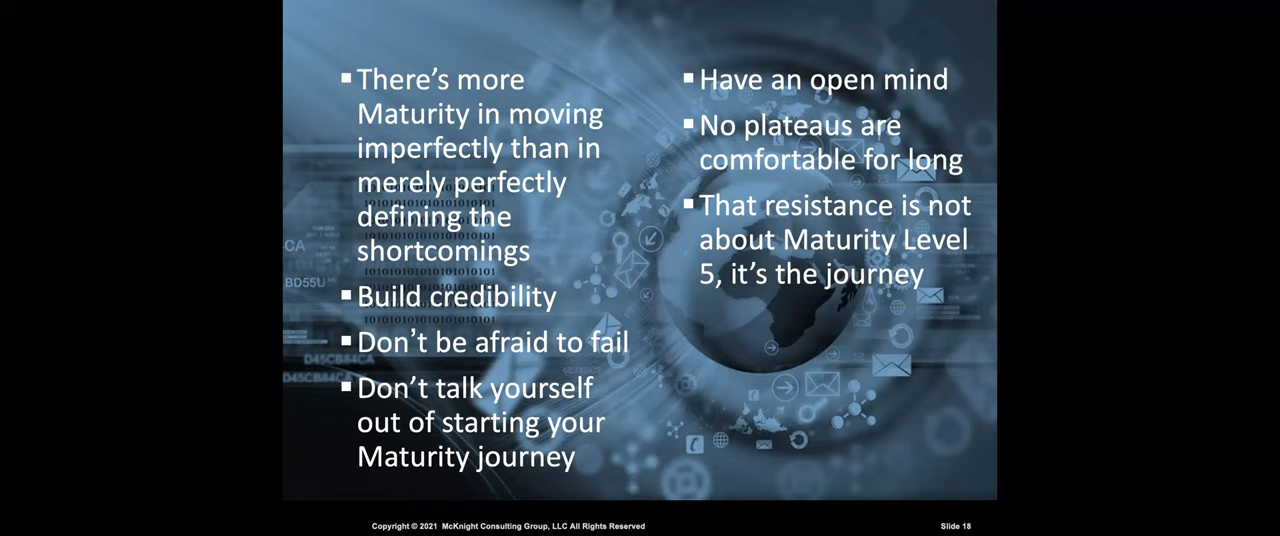 There's more
Maturity in moving
imperfectly than in
merely perfectly
defining the
shortcomings
Build credibility
Don't be afraid to fail
Don't talk yourself
out of starting your
Maturity journey
Have an open mind
No plateaus are
comfortable for long
That resistance is not
about Maturity Level
5, it's the journey
CA
BD55U
D45CB84CA
Copyright © 2021 McKnight Consulting Group, LLC All Rights Reserved
Slide 18